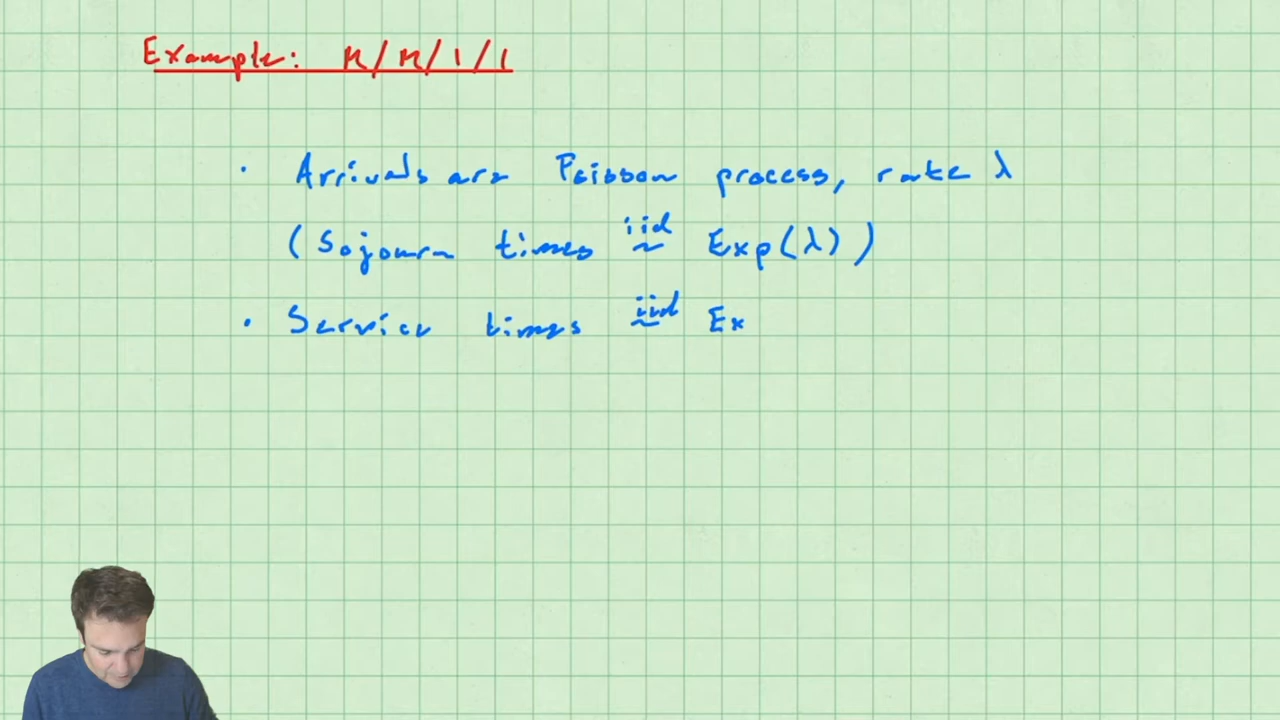 Example: M/M/1/1
· Arrivals are Poisson process, rate λ
(Sojourn times iid ~ Exp(λ))
· Service times iid ~ Ex